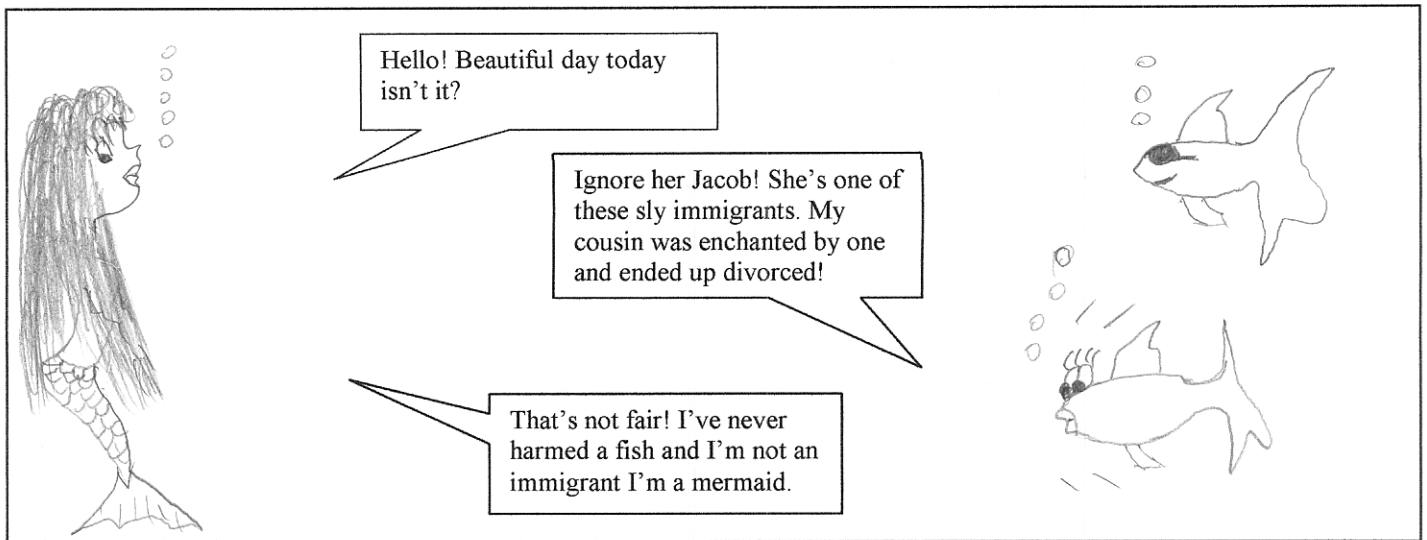 Hello! Beautiful day today
isn't it?
Ignore her Jacob! She's one of
these sly immigrants. My
cousin was enchanted by one
and ended up divorced!
That's not fair! I've never
harmed a fish and I'm not an
immigrant I'm a mermaid.